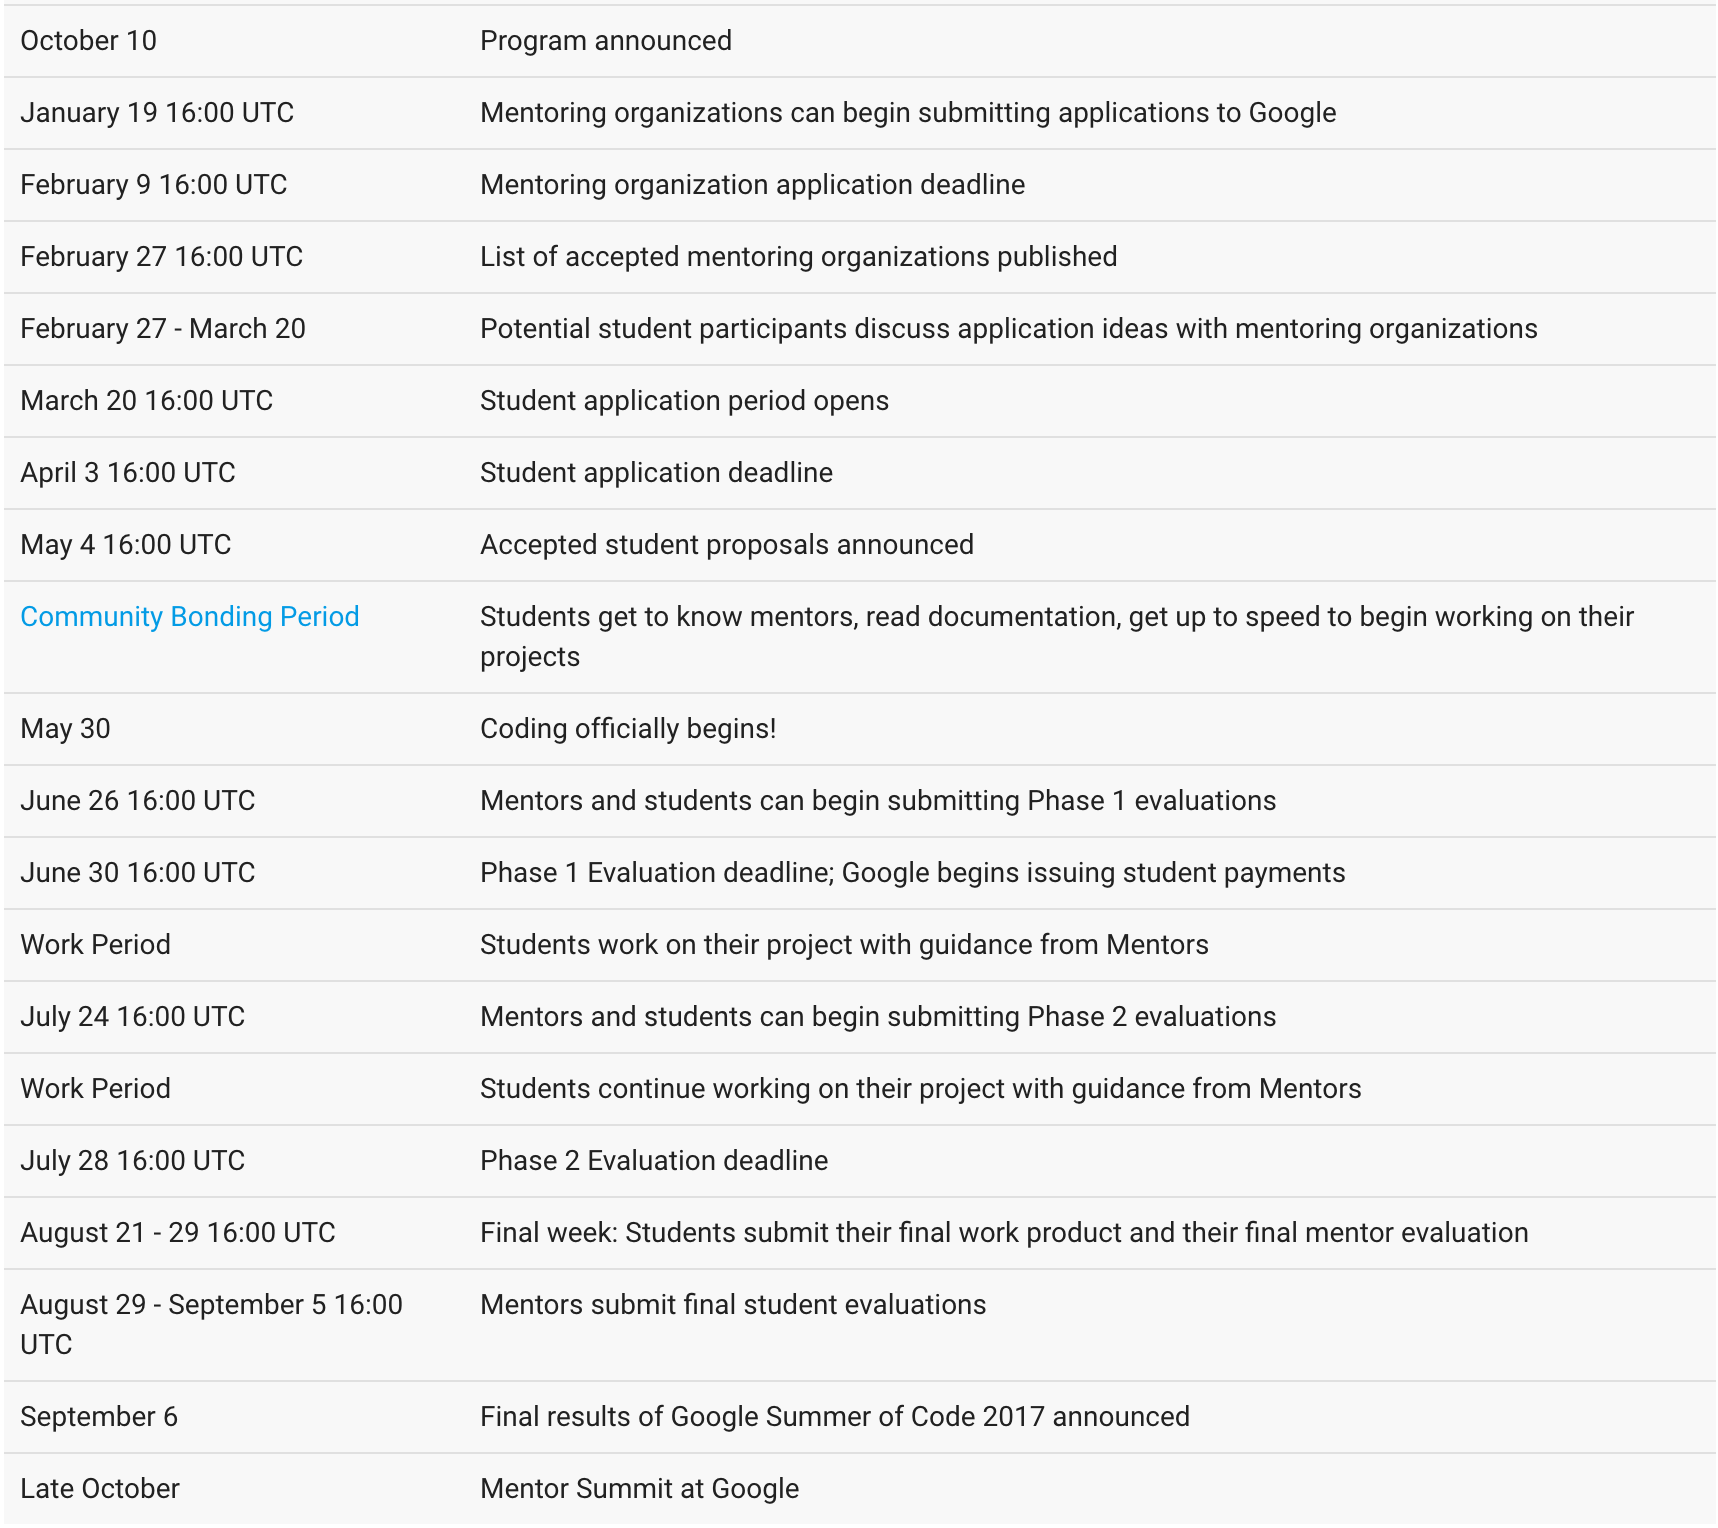 October 10 Program announced
January 19 16:00 UTC Mentoring organizations can begin submitting applications to Google
February 9 16:00 UTC Mentoring organization application deadline
February 27 16:00 UTC List of accepted mentoring organizations published
February 27 - March 20 Potential student participants discuss application ideas with mentoring organizations
March 20 16:00 UTC Student application period opens
April 3 16:00 UTC Student application deadline
May 4 16:00 UTC Accepted student proposals announced
Community Bonding Period Students get to know mentors, read documentation, get up to speed to begin working on their
projects
May 30 Coding officially begins!
June 26 16:00 UTC Mentors and students can begin submitting Phase 1 evaluations
June 30 16:00 UTC Phase 1 Evaluation deadline; Google begins issuing student payments
Work Period Students work on their project with guidance from Mentors
July 24 16:00 UTC Mentors and students can begin submitting Phase 2 evaluations
Work Period Students continue working on their project with guidance from Mentors
July 28 16:00 UTC Phase 2 Evaluation deadline
August 21 - 29 16:00 UTC Final week: Students submit their final work product and their final mentor evaluation
August 29 - September 5 16:00 Mentors submit final student evaluations
UTC
September 6 Final results of Google Summer of Code 2017 announced
Late October Mentor Summit at Google